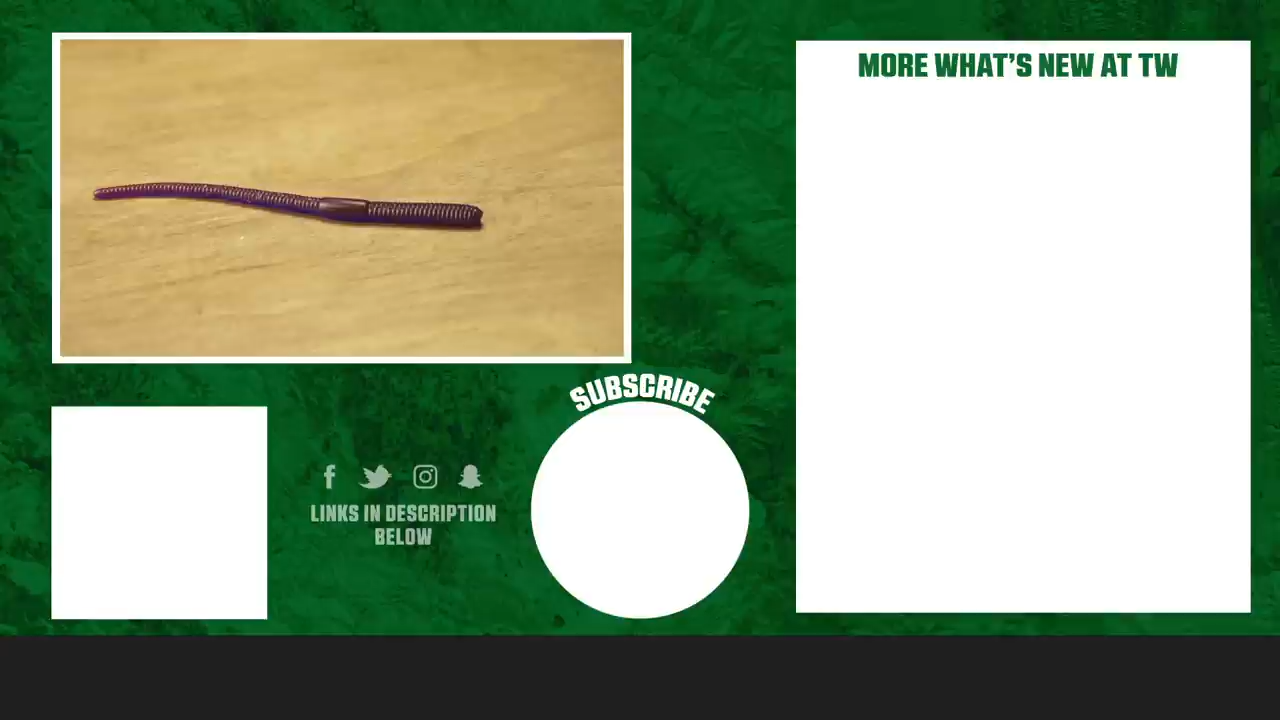 MORE WHAT'S NEW AT TW
SUBSCRIBE
LINKS IN DESCRIPTION
BELOW